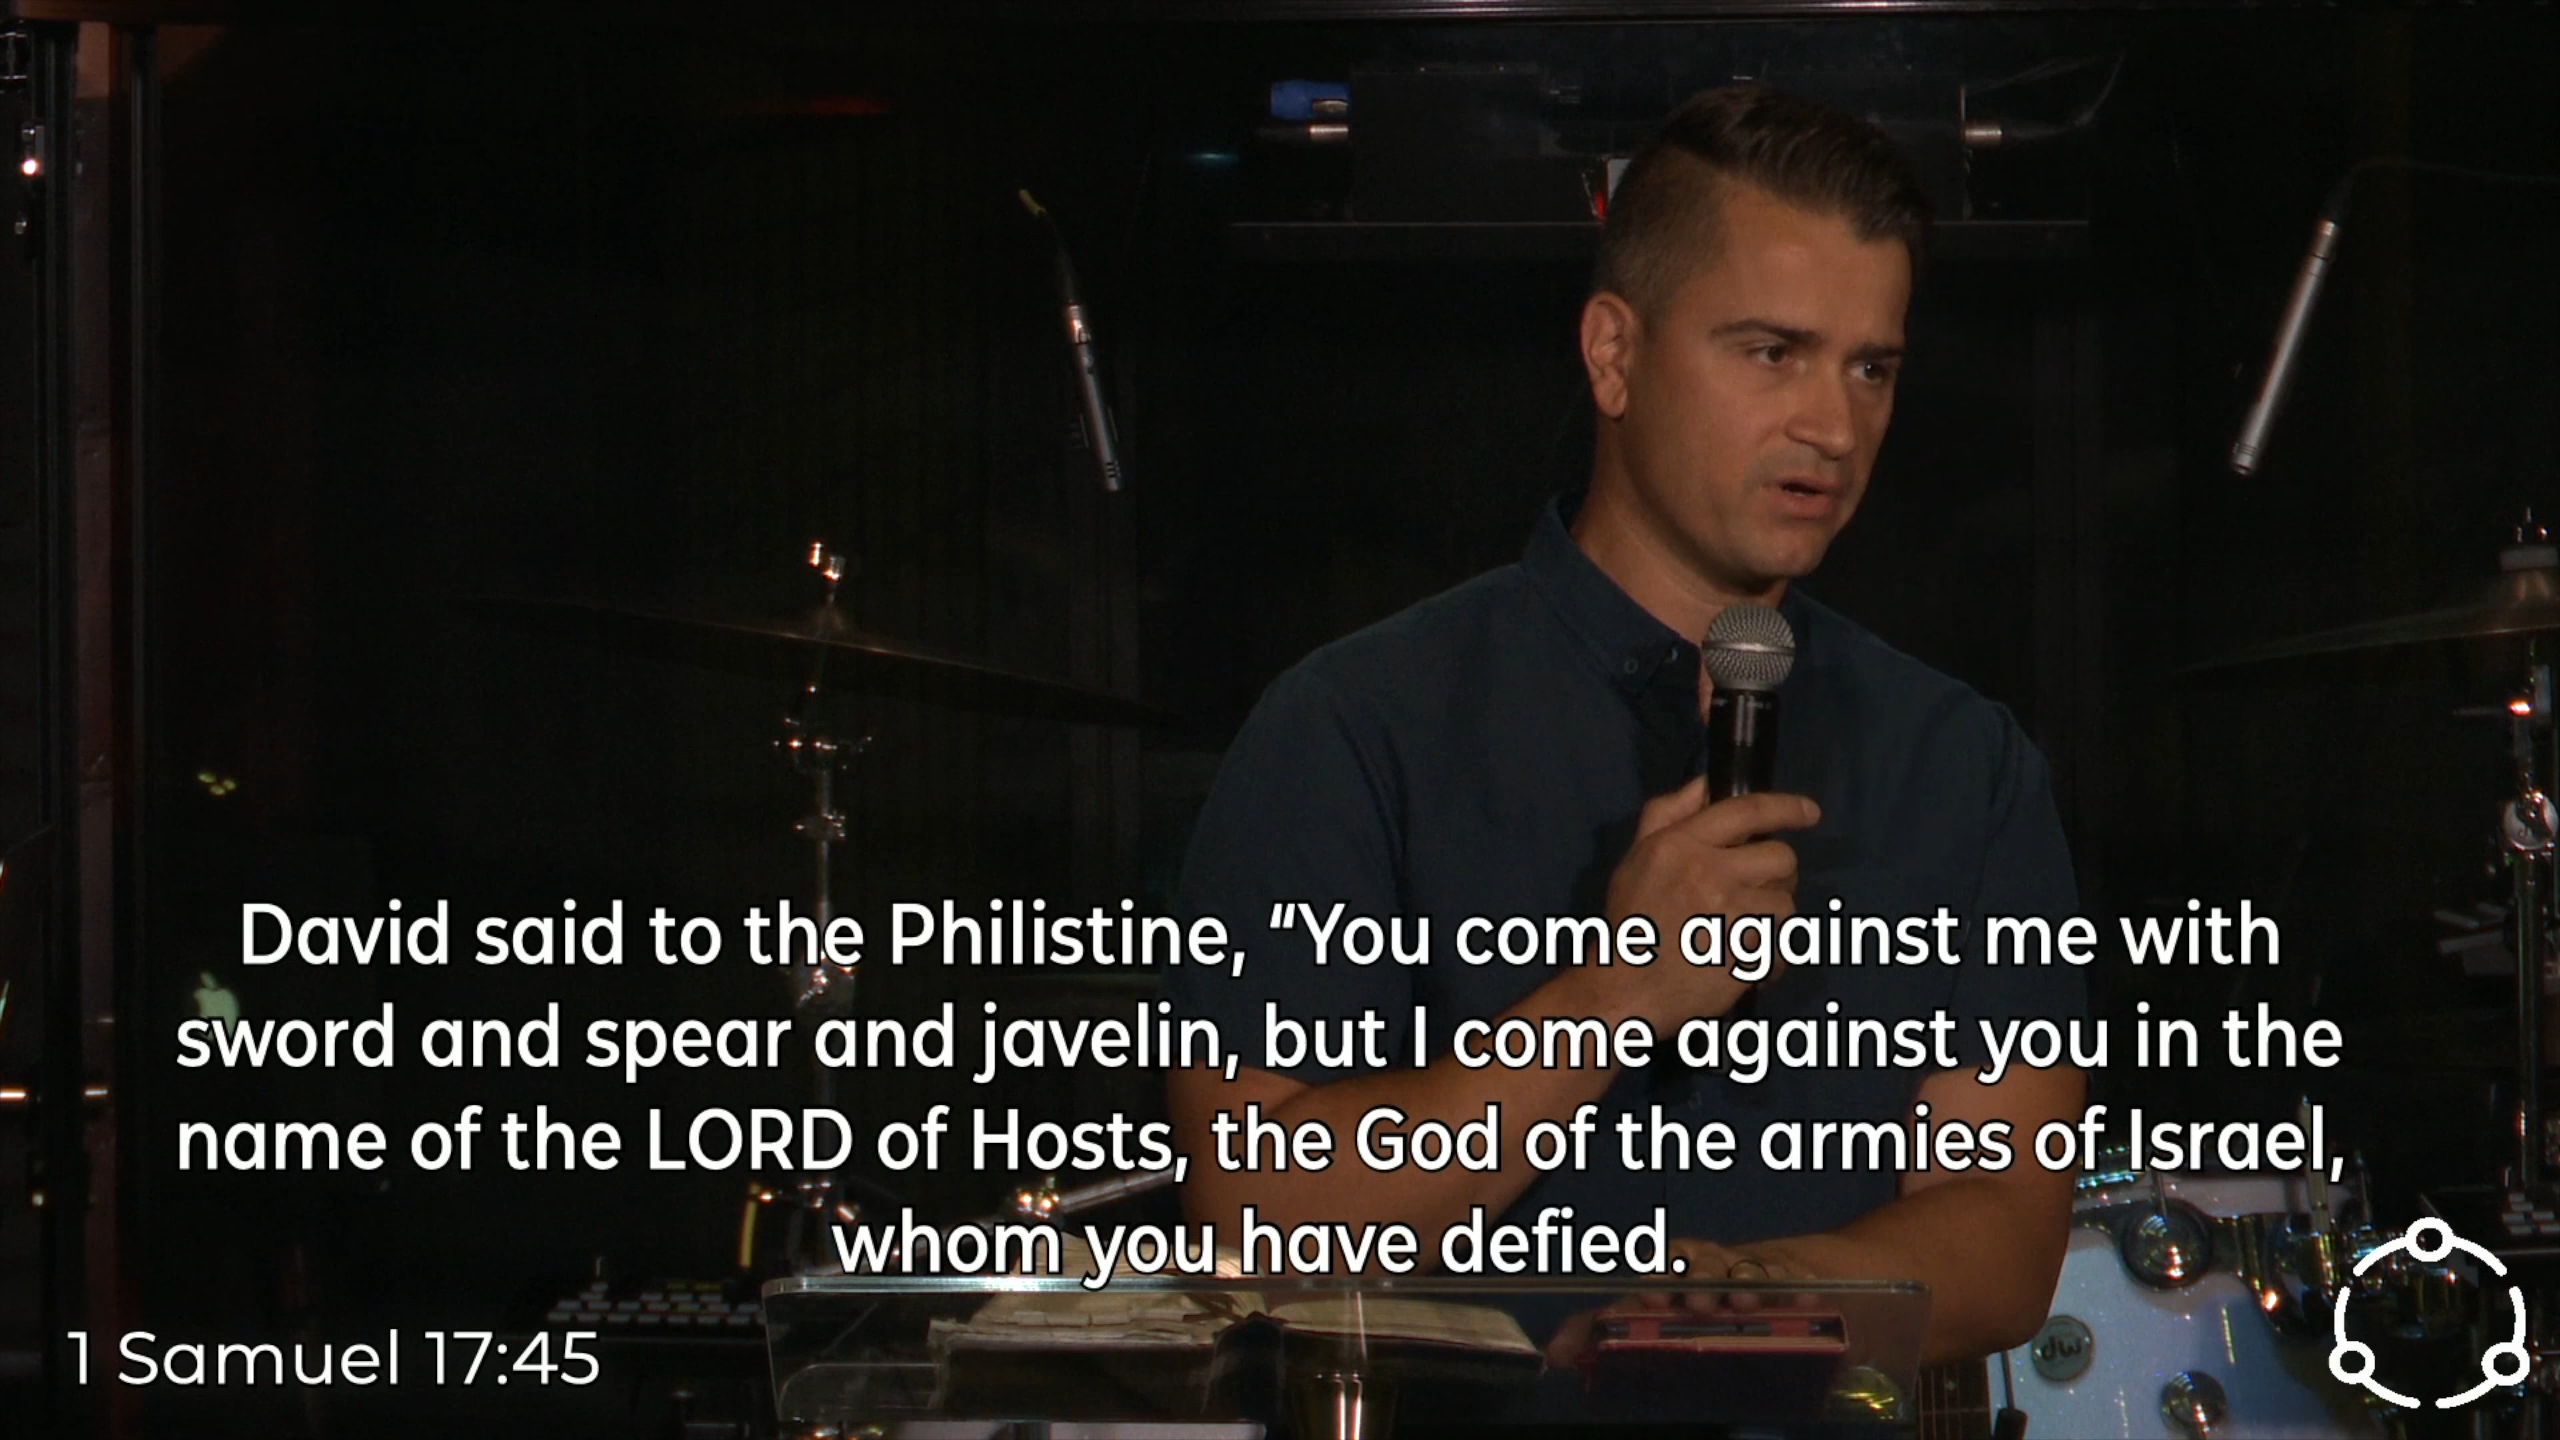 David said to the Philistine, “You come against me with
sword and spear and javelin, but I come against you in the
name of the LORD of Hosts, the God of the armies of Israel,
whom you have defied.
1 Samuel 17:45
dw